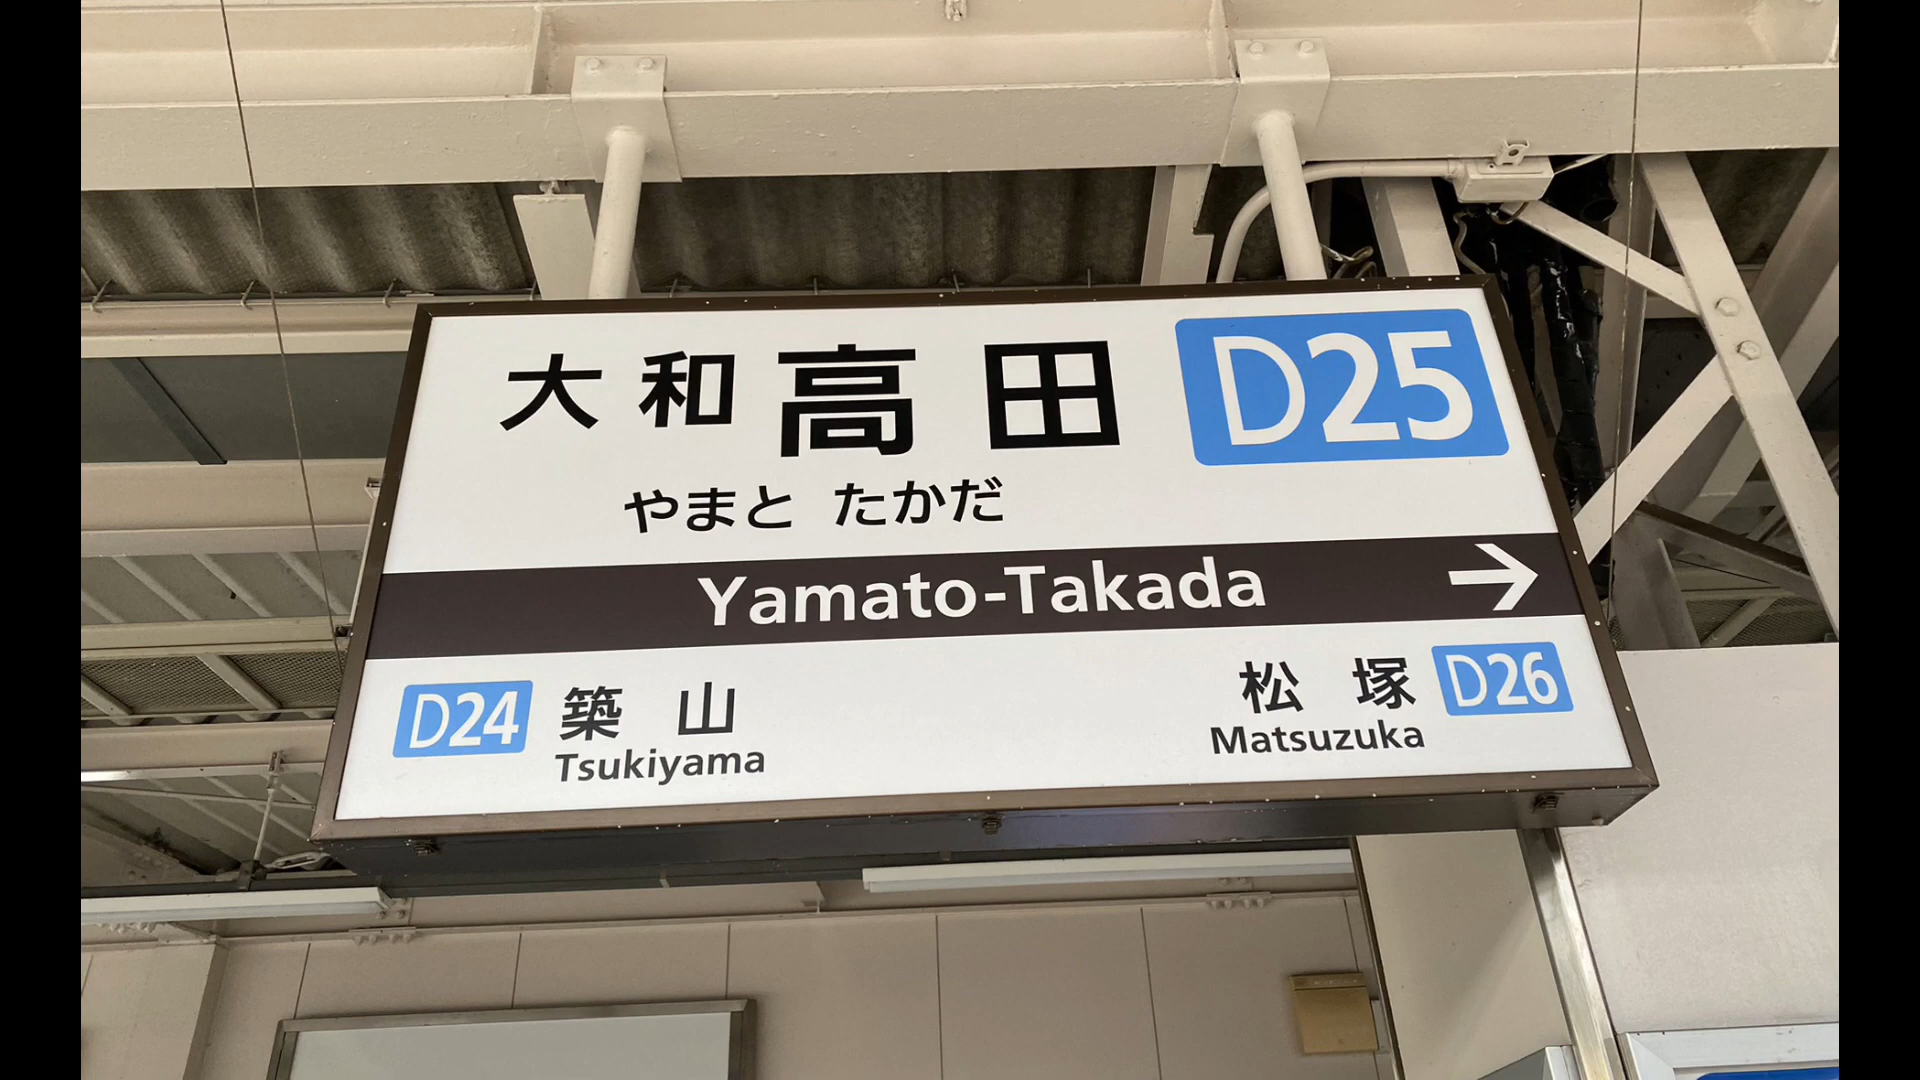 大和高田 D25
やまと たかだ
Yamato-Takada →
D24 築山
Tsukiyama
松塚 D26
Matsuzuka